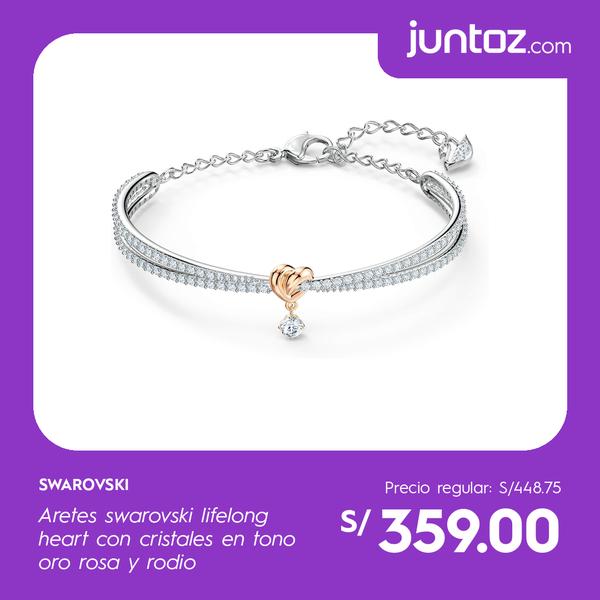 juntoz.com
SWAROVSKI
Aretes swarovski lifelong
heart con cristales en tono
oro rosa y rodio
Precio regular: S/448.75
S/ 359.00